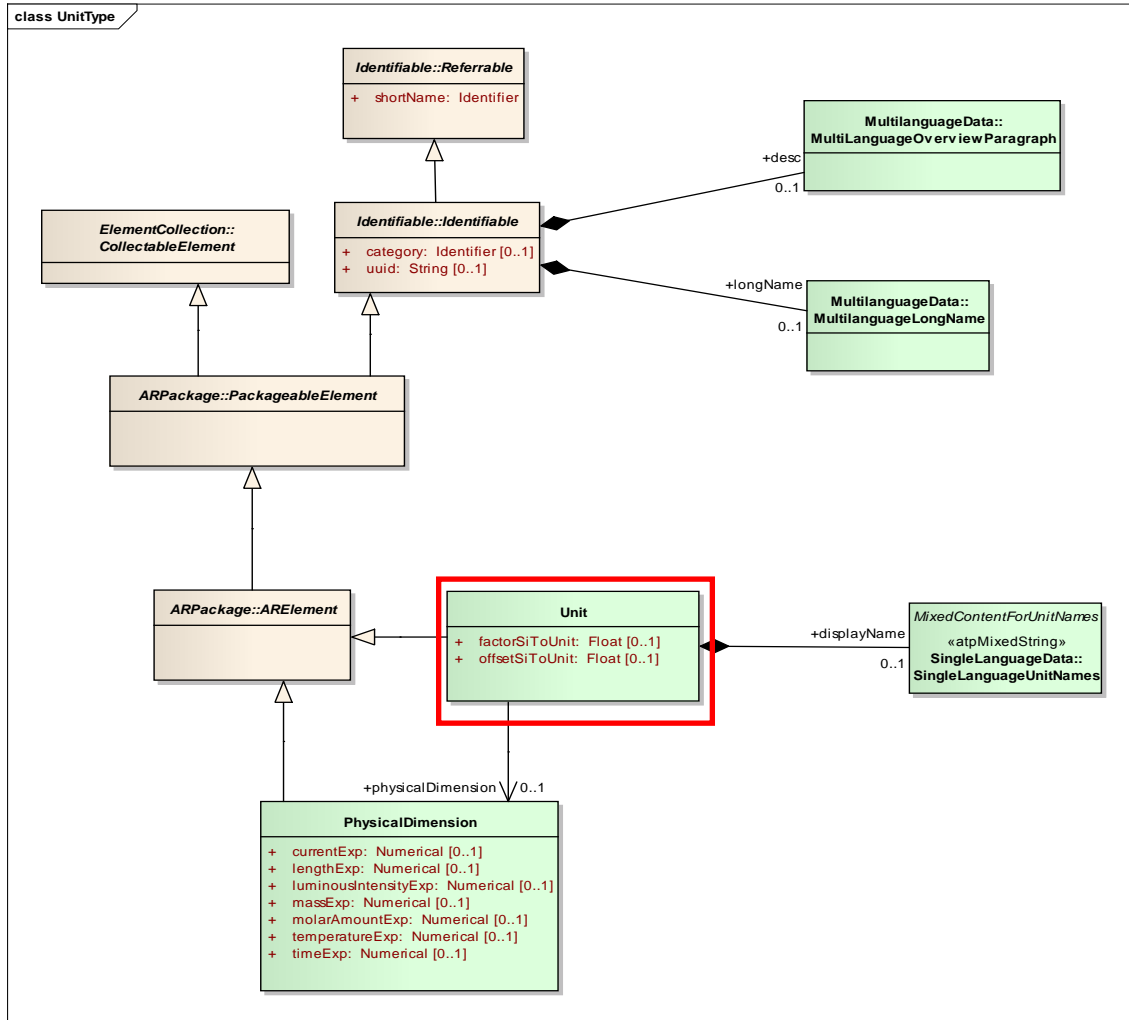 class UnitType
Identifiable::Referrable
+ shortName: Identifier
MultilanguageData::
MultiLanguageOverviewParagraph
+desc
0..1
ElementCollection::
CollectableElement
Identifiable::Identifiable
+ category: Identifier [0..1]
+ uuid: String [0..1]
+longName
0..1
MultilanguageData::
MultilanguageLongName
ARPackage::PackageableElement
ARPackage::ARElement
Unit
+ factorSiToUnit: Float [0..1]
+ offsetSiToUnit: Float [0..1]
+displayName
0..1
MixedContentForUnitNames
«atpMixedString»
SingleLanguageData::
SingleLanguageUnitNames
+physicalDimension
0..1
PhysicalDimension
+ currentExp: Numerical [0..1]
+ lengthExp: Numerical [0..1]
+ luminousIntensityExp: Numerical [0..1]
+ massExp: Numerical [0..1]
+ molarAmountExp: Numerical [0..1]
+ temperatureExp: Numerical [0..1]
+ timeExp: Numerical [0..1]